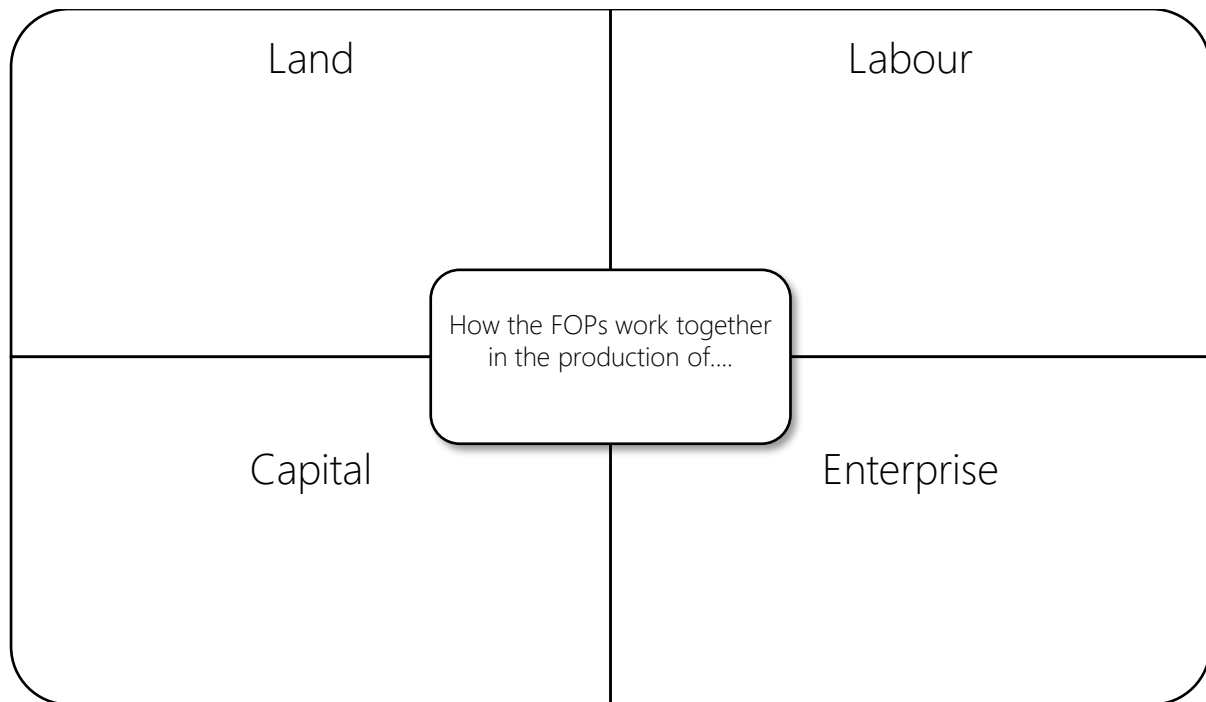 Land
Labour
How the FOPs work together
in the production of....
Capital
Enterprise